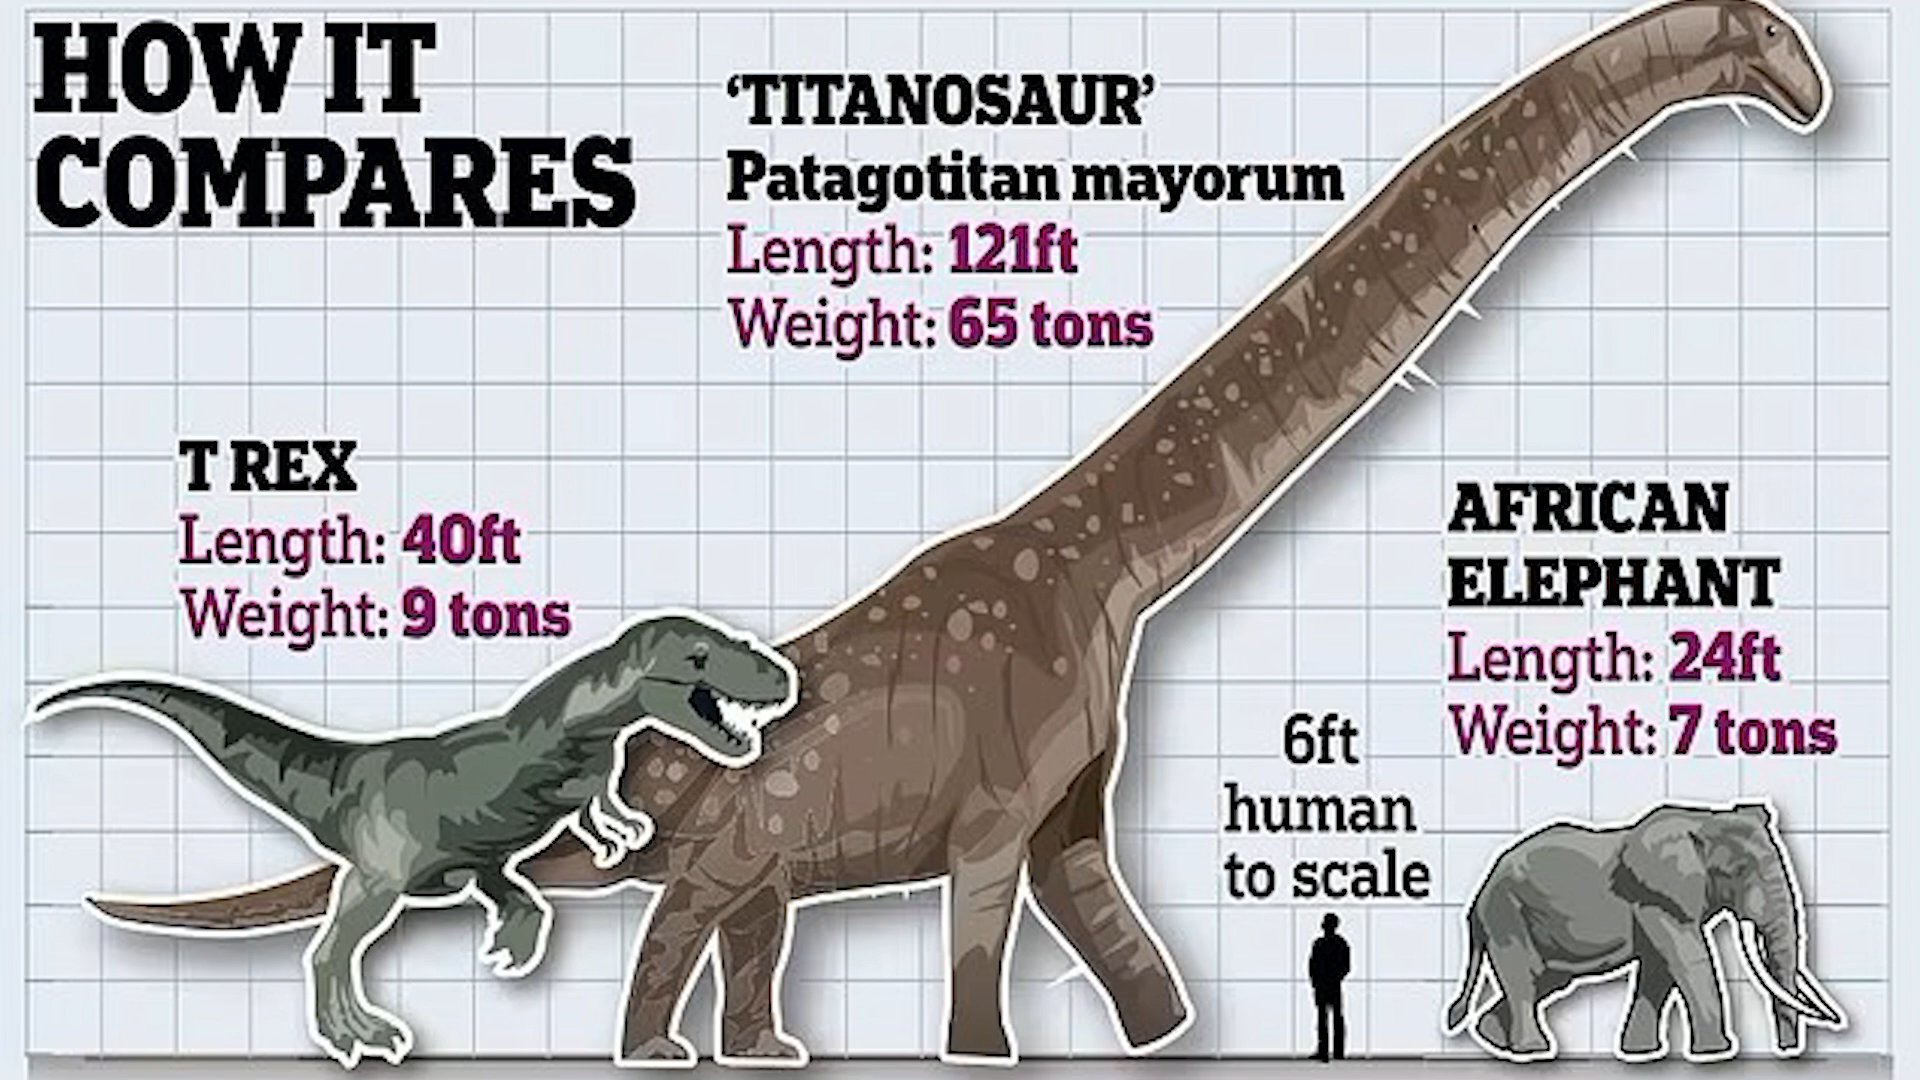 HOW IT
COMPARES
‘TITANOSAUR’
Patagotitan mayorum
Length: 121ft
Weight: 65 tons
T REX
Length: 40ft
Weight: 9 tons
6ft
human
to scale
AFRICAN
ELEPHANT
Length: 24ft
Weight: 7 tons